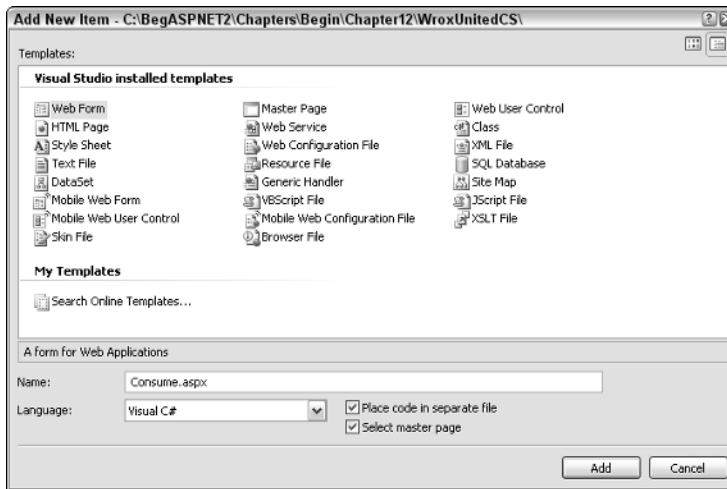 Add New Item - C:\BegASPNET2\Chapters\Begin\Chapter12\WroxUnitedCS\
Templates:
Visual Studio installed templates
Web Form Master Page Web User Control
HTML Page Web Service Class
Style Sheet Web Configuration File XML File
Text File Resource File SQL Database
DataSet Generic Handler Site Map
Mobile Web Form VBScript File JScript File
Mobile Web User Control Mobile Web Configuration File XSLT File
Skin File Browser File
My Templates
Search Online Templates...
A form for Web Applications
Name: Consume.aspx
Language: Visual C# Place code in separate file
Select master page
Add Cancel